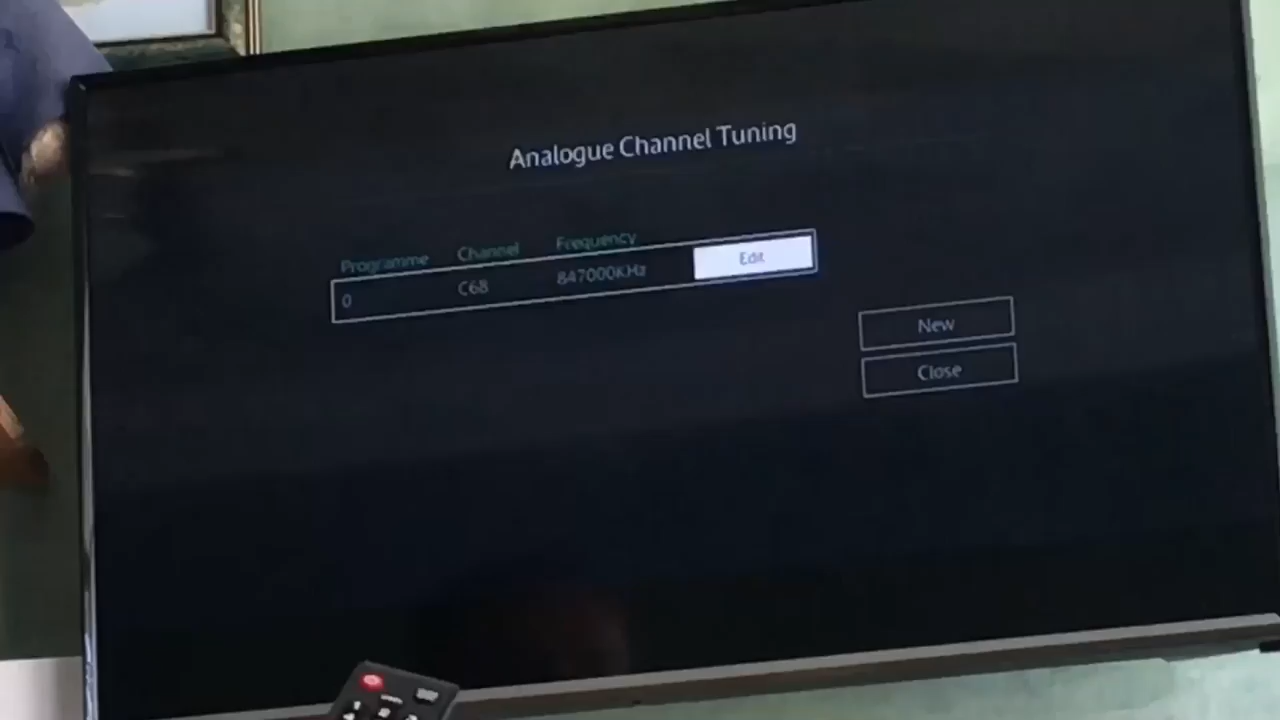 Analogue Channel Tuning
Programme Channel Frequency
0 C68 847000KHz Edit
New
Close